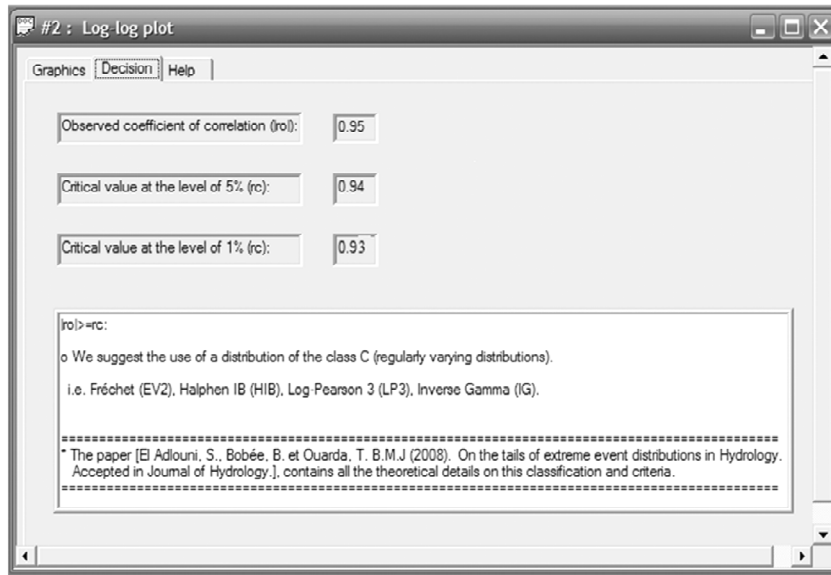 #2 : Log-log plot
Graphics Decision Help
Observed coefficient of correlation (|ro|): 0.95
Critical value at the level of 5% (rc): 0.94
Critical value at the level of 1% (rc): 0.93
|ro|>=rc:
o We suggest the use of a distribution of the class C (regularly varying distributions).
i.e. Fréchet (EV2), Halphen IB (HIB), Log-Pearson 3 (LP3), Inverse Gamma (IG).
==============================================================================================
* The paper [El Adlouni, S., Bobée, B. et Ouarda, T. B.M.J (2008). On the tails of extreme event distributions in Hydrology.
Accepted in Journal of Hydrology.], contains all the theoretical details on this classification and criteria.
==============================================================================================